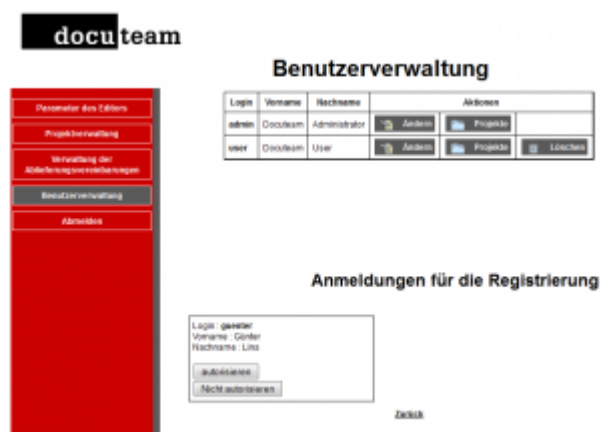 docuteam
Benutzerverwaltung
Parameter des Editors
Projektverwaltung
Verwaltung der
Ablieferungsvereinbarungen
Benutzerverwaltung
Abmelden
Login Vorname Nachname Aktionen
admin Docuteam Administrator Ändern Projekte
user Docuteam User Ändern Projekte Löschen
Anmeldungen für die Registrierung
Login : guenter
Vorname : Günter
Nachname : Lins
autorisieren
Nicht autorisieren
Zurück